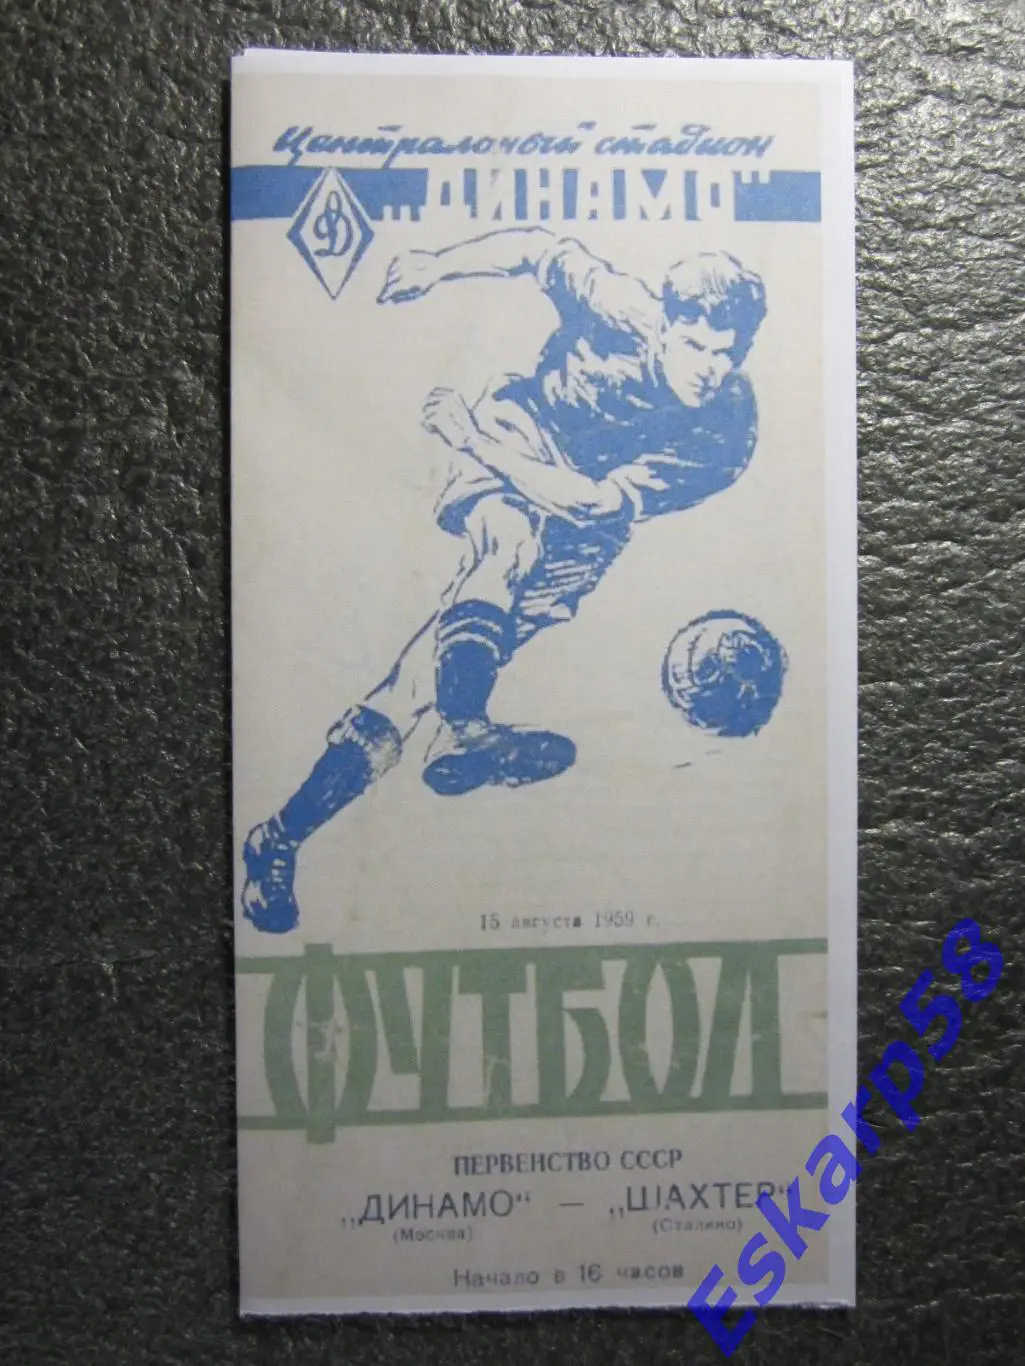 Центральный стадион
„ДИНАМО"
Д
15 августа 1959 г.
ФУТБОЛ
ПЕРВЕНСТВО СССР
„ДИНАМО“ — „ШАХТЕР“
(Москва) (Сталино)
Начало в 16 часов
Eskarp58